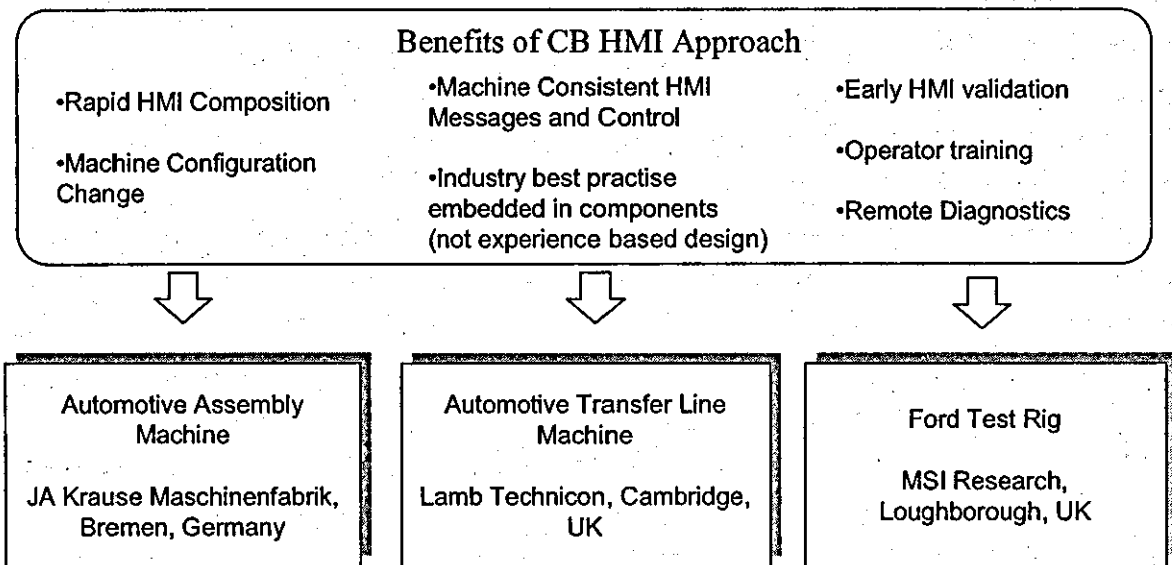 Benefits of CB HMI Approach
•Rapid HMI Composition
•Machine Configuration
Change
•Machine Consistent HMI
Messages and Control
•Industry best practise
embedded in components
(not experience based design)
•Early HMI validation
•Operator training
•Remote Diagnostics
Automotive Assembly
Machine
JA Krause Maschinenfabrik,
Bremen, Germany
Automotive Transfer Line
Machine
Lamb Technicon, Cambridge,
UK
Ford Test Rig
MSI Research,
Loughborough, UK